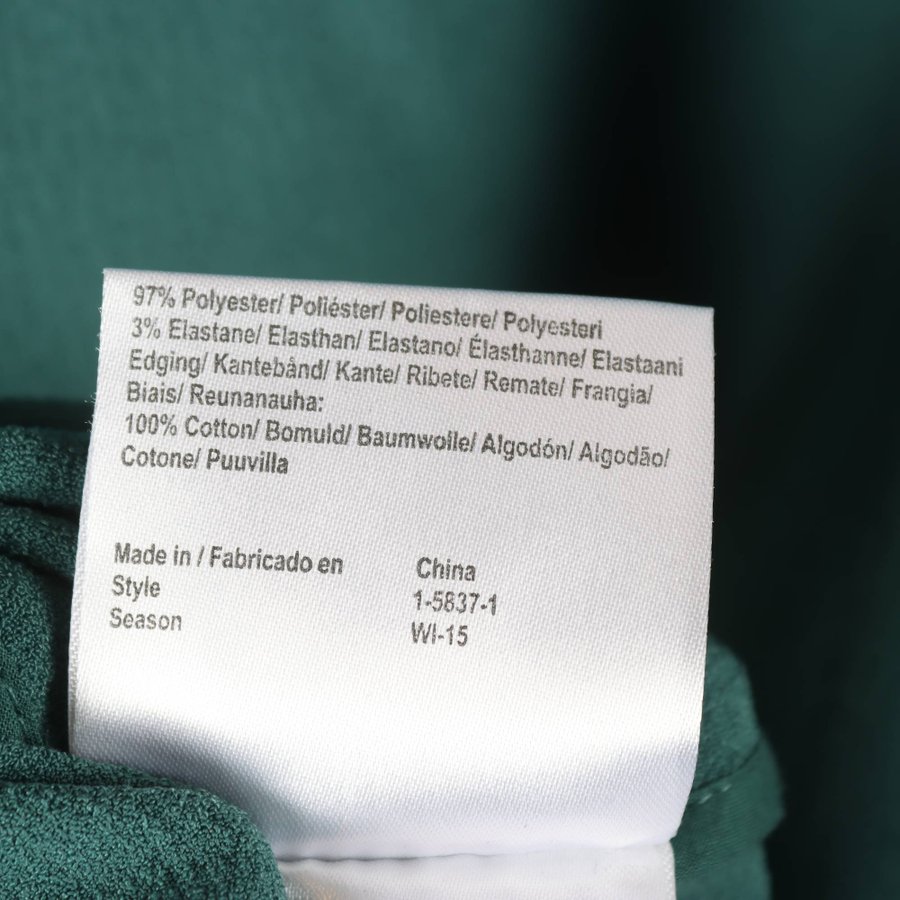 97% Polyester/ Poliéster/ Poliestere/ Polyesteri
3% Elastane/ Elasthan/ Elastano/ Élasthanne/ Elastaani
Edging/ Kantebånd/ Kante/ Ribete/ Remate/ Frangia/
Biais/ Reunanauha:
100% Cotton/ Bomuld/ Baumwolle/ Algodón/ Algodão/
Cotone/ Puuvilla
Made in / Fabricado en China
Style 1-5837-1
Season WI-15